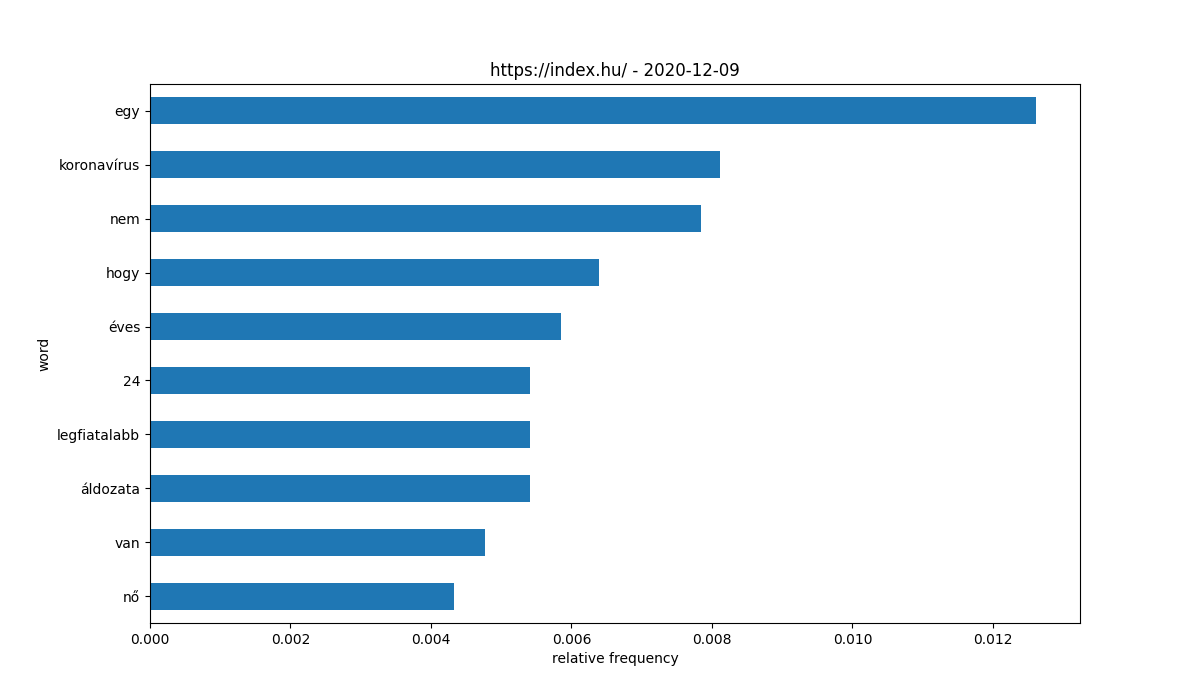 https://index.hu/ - 2020-12-09
egy
koronavírus
nem
hogy
éves
24
legfiatalabb
áldozata
van
nő
word
0.000 0.002 0.004 0.006 0.008 0.010 0.012
relative frequency